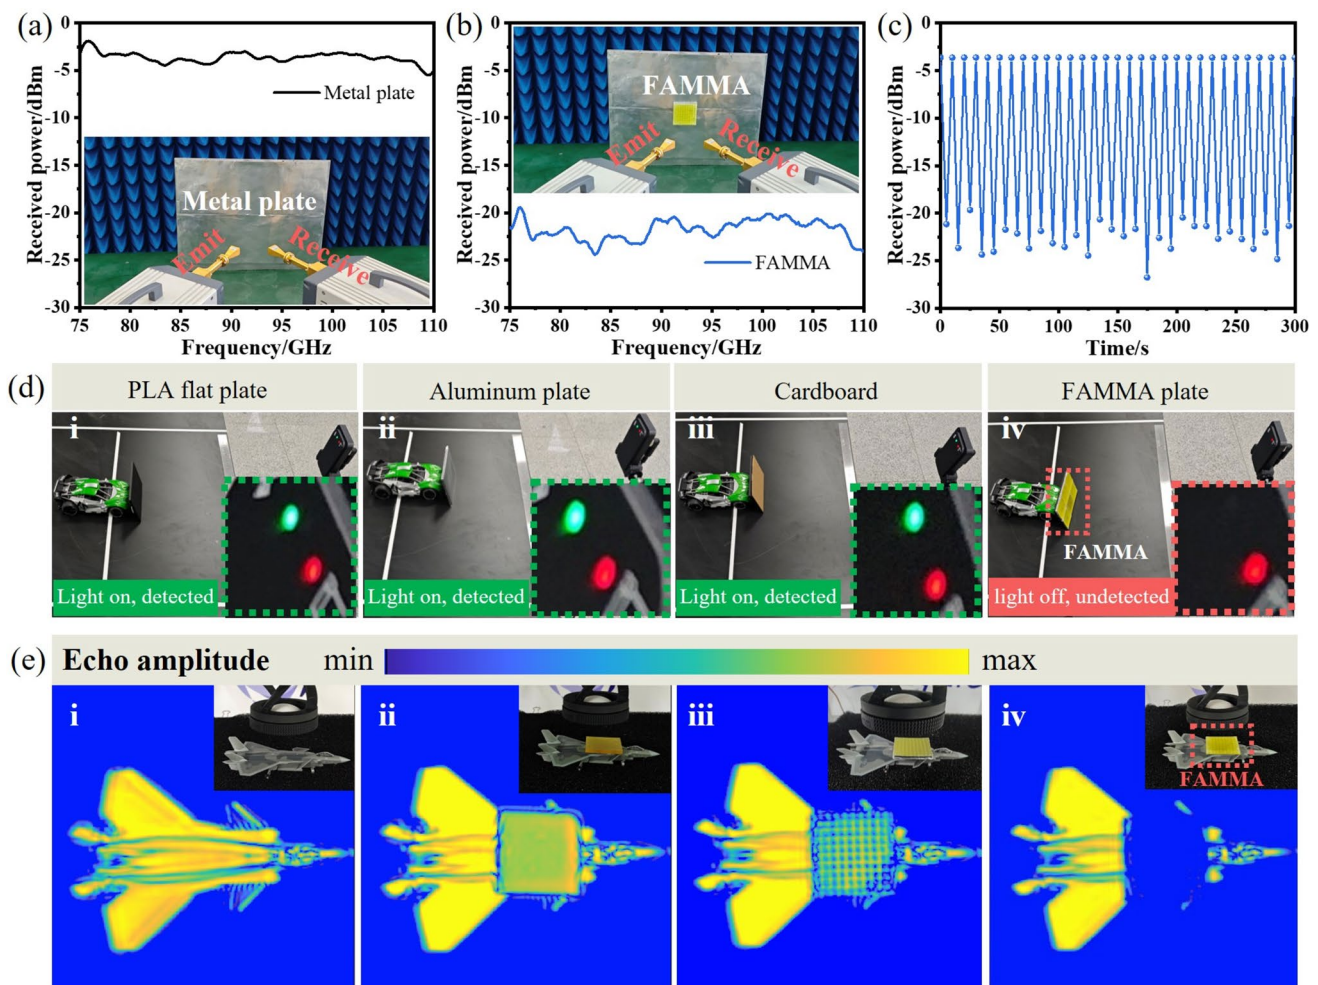 (a)
0
-5
-10
-15
-20
-25
-30
Received power/dBm
Metal plate
Metal plate
Emit
Receive
75 80 85 90 95 100 105 110
Frequency/GHz
(b)
0
-5
-10
-15
-20
-25
-30
Received power/dBm
FAMMA
Emit
Receive
FAMMA
75 80 85 90 95 100 105 110
Frequency/GHz
(c)
0
-5
-10
-15
-20
-25
-30
Received power/dBm
0 50 100 150 200 250 300
Time/s
(d)
PLA flat plate
Aluminum plate
Cardboard
FAMMA plate
i
ii
iii
iv
FAMMA
Light on, detected
Light on, detected
Light on, detected
light off, undetected
(e)
Echo amplitude
min
max
i
ii
iii
iv
FAMMA